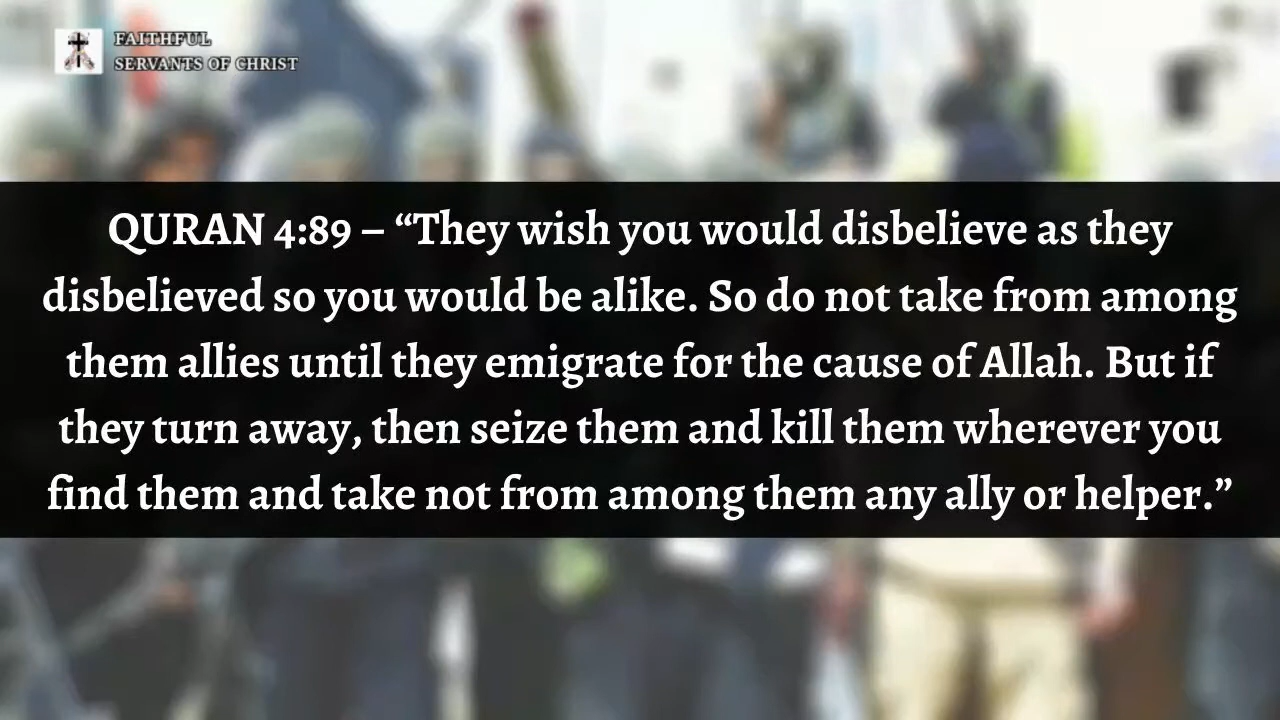 FAITHFUL
SERVANTS OF CHRIST
QURAN 4:89 – “They wish you would disbelieve as they
disbelieved so you would be alike. So do not take from among
them allies until they emigrate for the cause of Allah. But if
they turn away, then seize them and kill them wherever you
find them and take not from among them any ally or helper.”